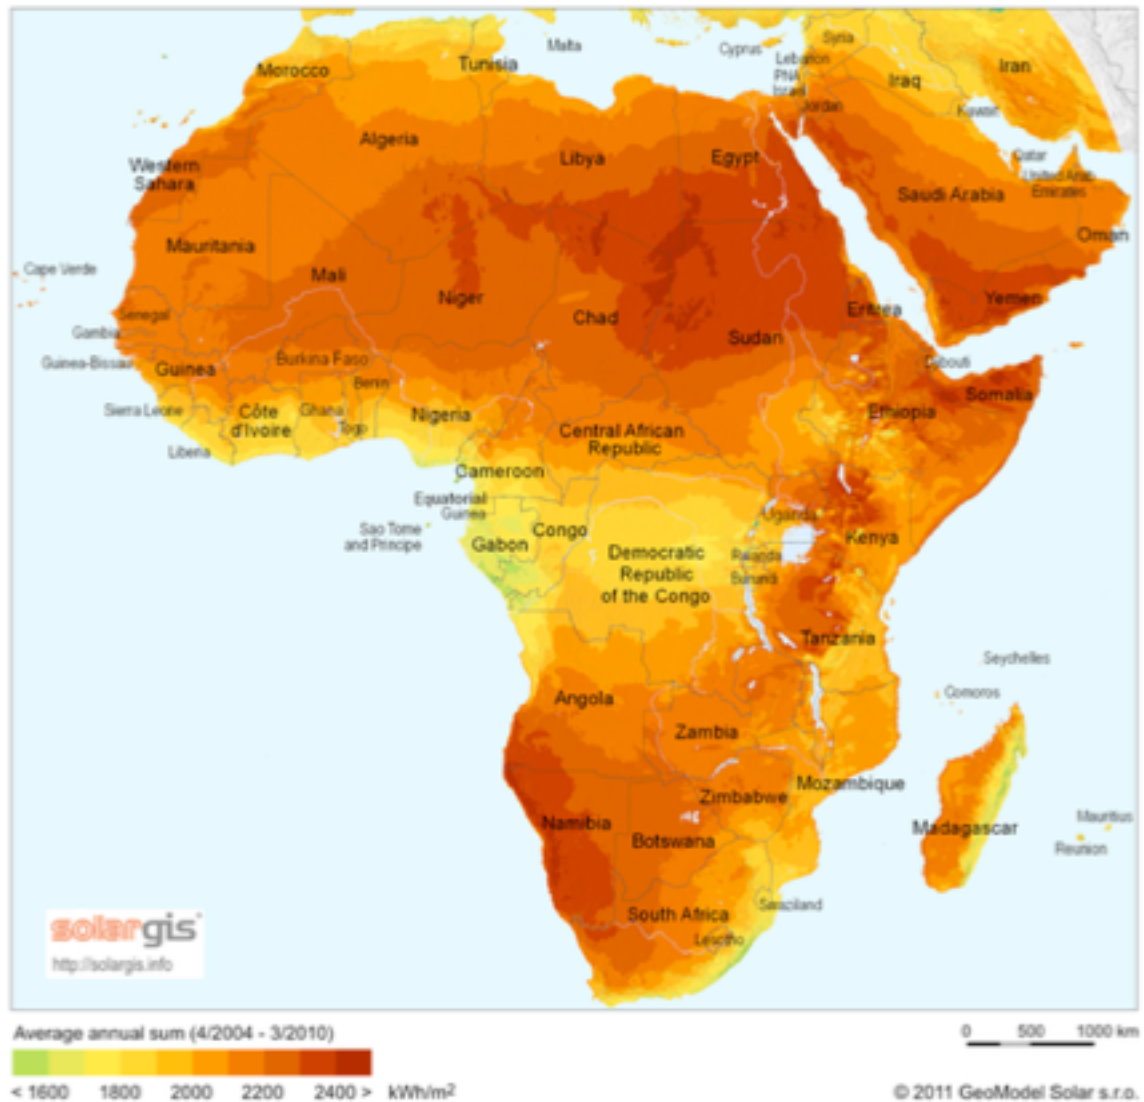 Malta
Cyprus
Syria
Lebanon
PNA
Israel
Jordan
Iraq
Iran
Kuwait
Morocco
Tunisia
Algeria
Libya
Egypt
Qatar
United Arab
Emirates
Western
Sahara
Saudi Arabia
Oman
Mauritania
Cape Verde
Mali
Niger
Chad
Sudan
Eritrea
Yemen
Senegal
Gambia
Guinea-Bissau
Guinea
Burkina Faso
Benin
Djibouti
Somalia
Sierra Leone
Côte
d'Ivoire
Ghana
Togo
Nigeria
Ethiopia
Central African
Republic
Liberia
Cameroon
Equatorial
Guinea
Sao Tome
and Principe
Gabon
Congo
Uganda
Kenya
Democratic
Republic
of the Congo
Rwanda
Burundi
Tanzania
Seychelles
Comoros
Angola
Zambia
Mozambique
Zimbabwe
Namibia
Botswana
Madagascar
Mauritius
Reunion
South Africa
Swaziland
Lesotho
solargis
http://solargis.info
Average annual sum (4/2004 - 3/2010)
< 1600 1800 2000 2200 2400 > kWh/m²
0 500 1000 km
© 2011 GeoModel Solar s.r.o.